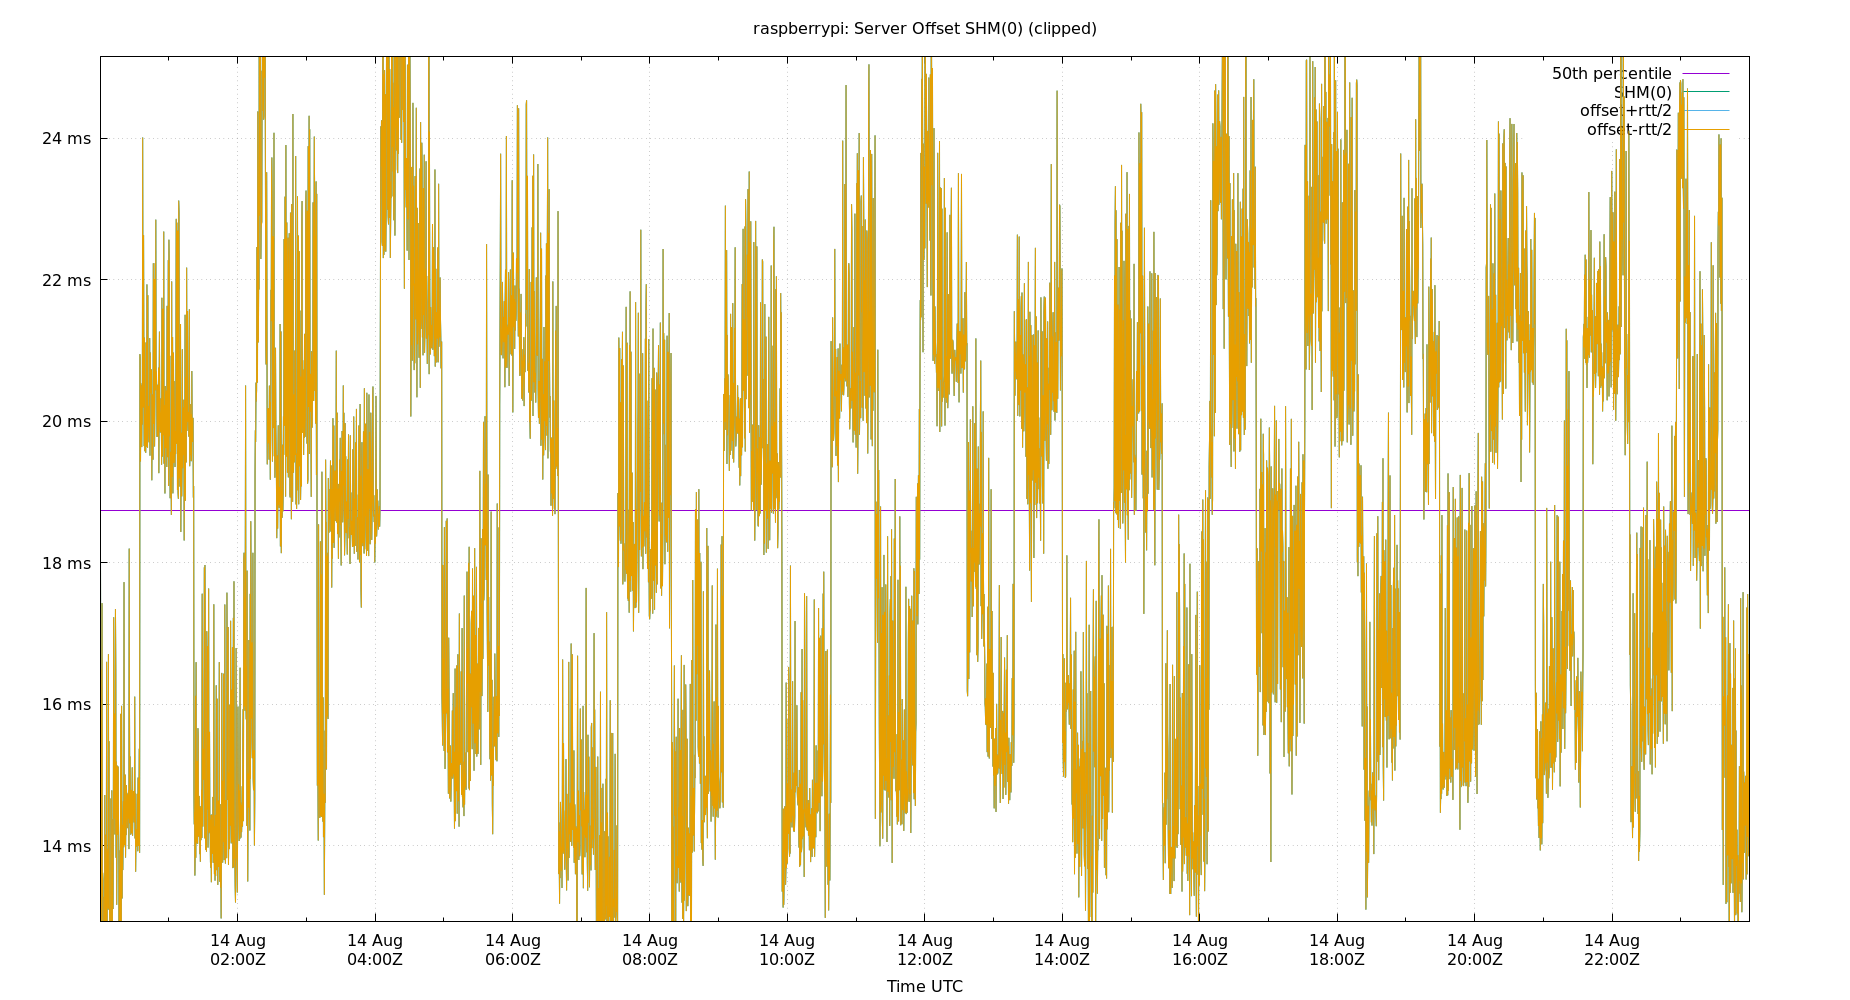 raspberrypi: Server Offset SHM(0) (clipped)
50th percentile
SHM(0)
offset+rtt/2
offset-rtt/2
24 ms
22 ms
20 ms
18 ms
16 ms
14 ms
14 Aug 14 Aug 14 Aug 14 Aug 14 Aug 14 Aug 14 Aug 14 Aug 14 Aug 14 Aug 14 Aug
02:00Z 04:00Z 06:00Z 08:00Z 10:00Z 12:00Z 14:00Z 16:00Z 18:00Z 20:00Z 22:00Z
Time UTC